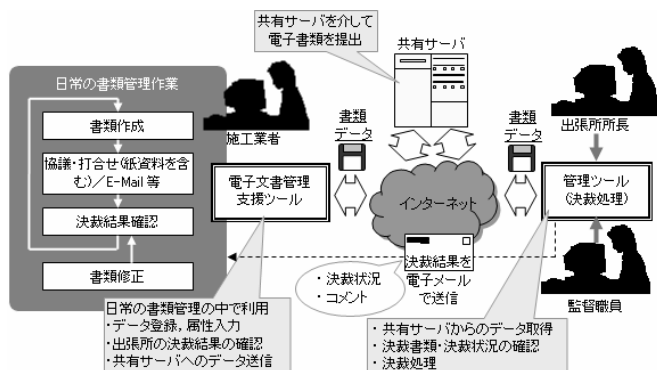 共有サーバを介して
電子書類を提出
共有サーバ
日常の書類管理作業
書類作成
協議・打合せ(紙資料を含
む)／E-Mail 等
決裁結果確認
書類修正
施工業者
書類
データ
電子文書管理
支援ツール
インターネット
書類
データ
出張所所長
管理ツール
(決裁処理)
監督職員
決裁結果を
電子メール
で送信
・決裁状況
・コメント
日常の書類管理の中で利用
・データ登録，属性入力
・出張所の決裁結果の確認
・共有サーバへのデータ送信
・共有サーバからのデータ取得
・決裁書類・決裁状況の確認
・決裁処理